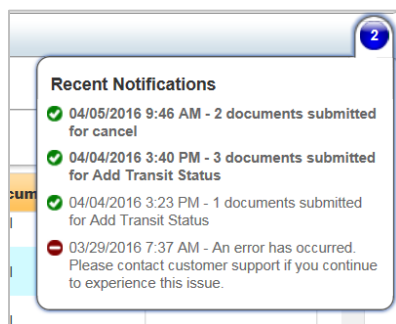 2
Recent Notifications
04/05/2016 9:46 AM - 2 documents submitted
for cancel
04/04/2016 3:40 PM - 3 documents submitted
for Add Transit Status
04/04/2016 3:23 PM - 1 documents submitted
for Add Transit Status
03/29/2016 7:37 AM - An error has occurred.
Please contact customer support if you continue
to experience this issue.